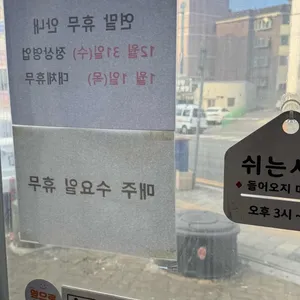 연말 휴무 안내
12월 31일(수) 정상영업
1월 1일(목) 대체휴무
매주 수요일 휴무
쉬는
돌어오지
오후 3시~